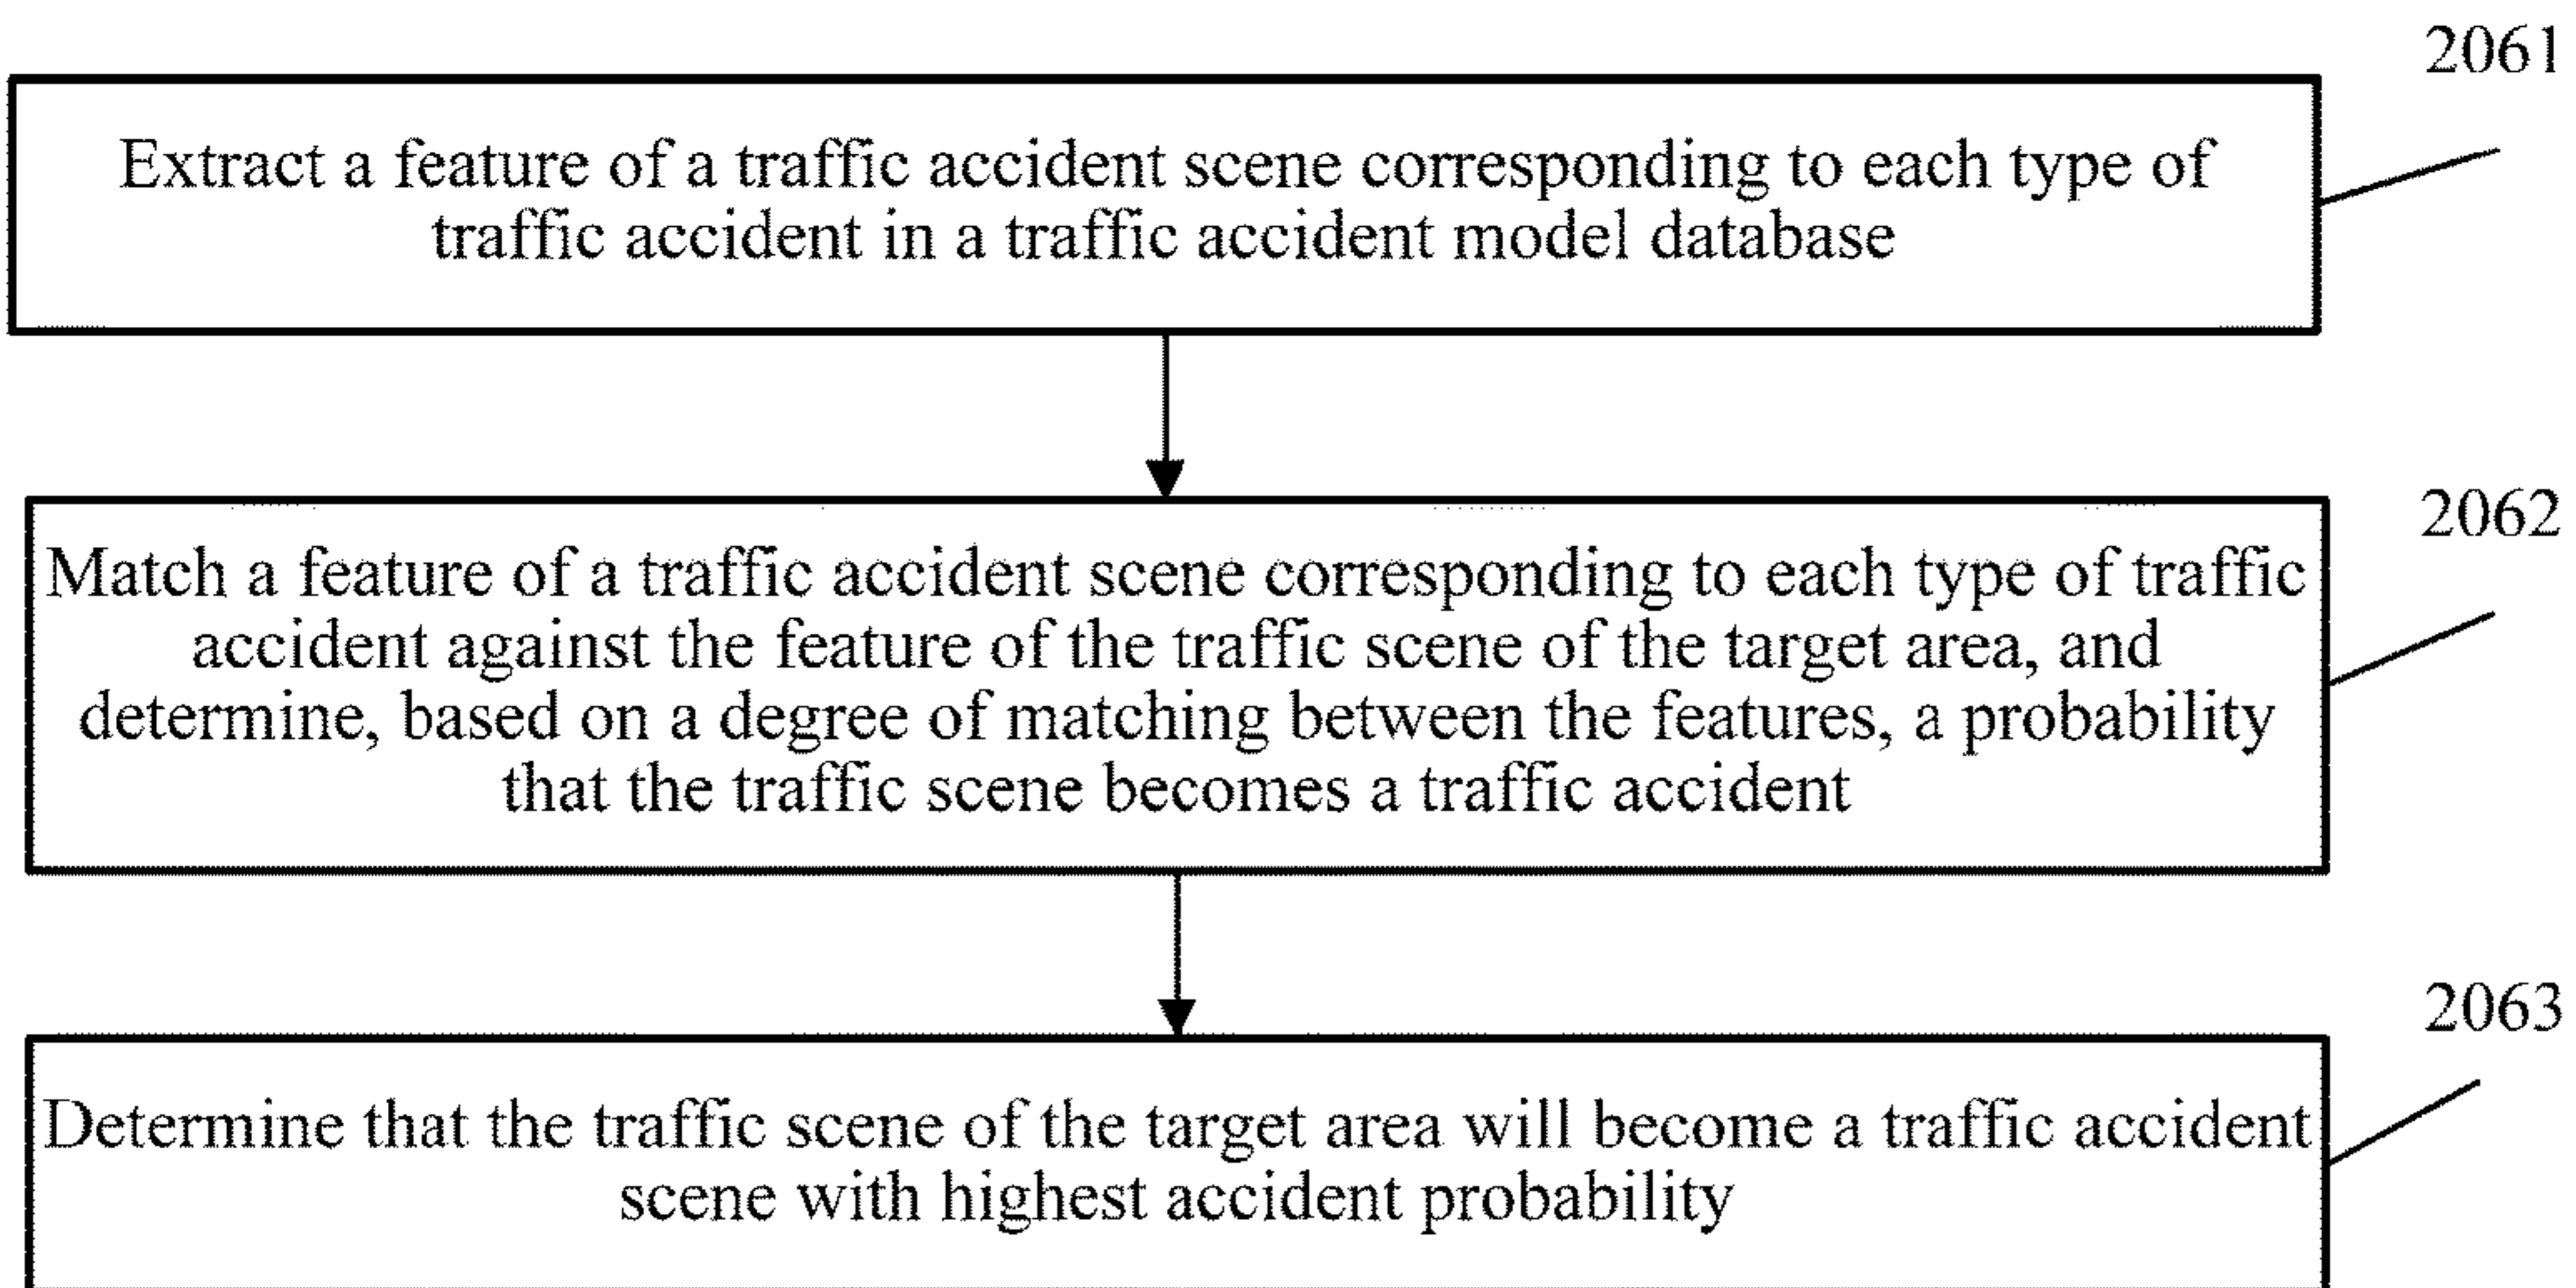 2061
Extract a feature of a traffic accident scene corresponding to each type of
traffic accident in a traffic accident model database
2062
Match a feature of a traffic accident scene corresponding to each type of traffic
accident against the feature of the traffic scene of the target area, and
determine, based on a degree of matching between the features, a probability
that the traffic scene becomes a traffic accident
2063
Determine that the traffic scene of the target area will become a traffic accident
scene with highest accident probability